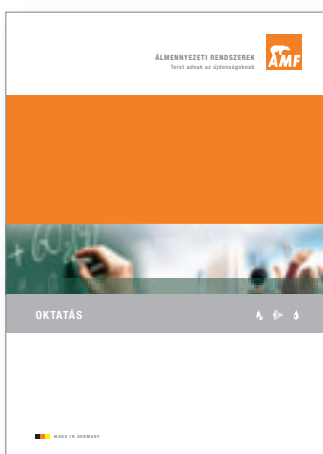 ÁLMENNYEZETI RENDSZEREK
Teret adnak az újdonságoknak
AMF
OKTATÁS
MADE IN GERMANY